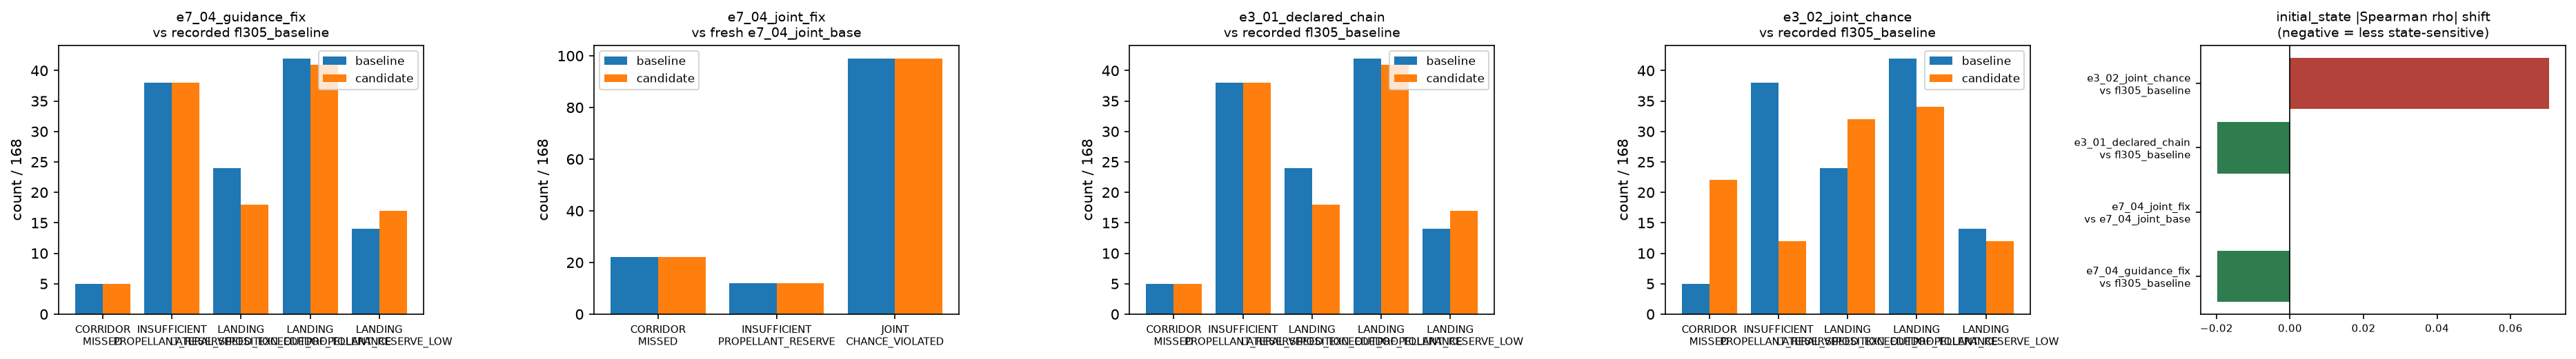 e7_04_guidance_fix
vs recorded fl305_baseline
count / 168
40
35
30
25
20
15
10
5
0
baseline
candidate
CORRIDOR
MISSED
INSUFFICIENT
LANDING
LANDING
LANDING
e7_04_joint_fix
vs fresh e7_04_joint_base
count / 168
100
80
60
40
20
0
baseline
candidate
CORRIDOR
MISSED
INSUFFICIENT
PROPELLANT_RESERVE
JOINT
CHANCE_VIOLATED
e3_01_declared_chain
vs recorded fl305_baseline
count / 168
40
35
30
25
20
15
10
5
0
baseline
candidate
CORRIDOR
INSUFFICIENT
LANDING
LANDING
LANDING
e3_02_joint_chance
vs recorded fl305_baseline
count / 168
40
35
30
25
20
15
10
5
0
baseline
candidate
CORRIDOR
INSUFFICIENT
LANDING
LANDING
LANDING
initial_state |Spearman rho| shift
(negative = less state-sensitive)
e3_02_joint_chance
vs fl305_baseline
e3_01_declared_chain
vs fl305_baseline
e7_04_joint_fix
vs e7_04_joint_base
e7_04_guidance_fix
vs fl305_baseline
−0.02
0.00
0.02
0.04
0.06